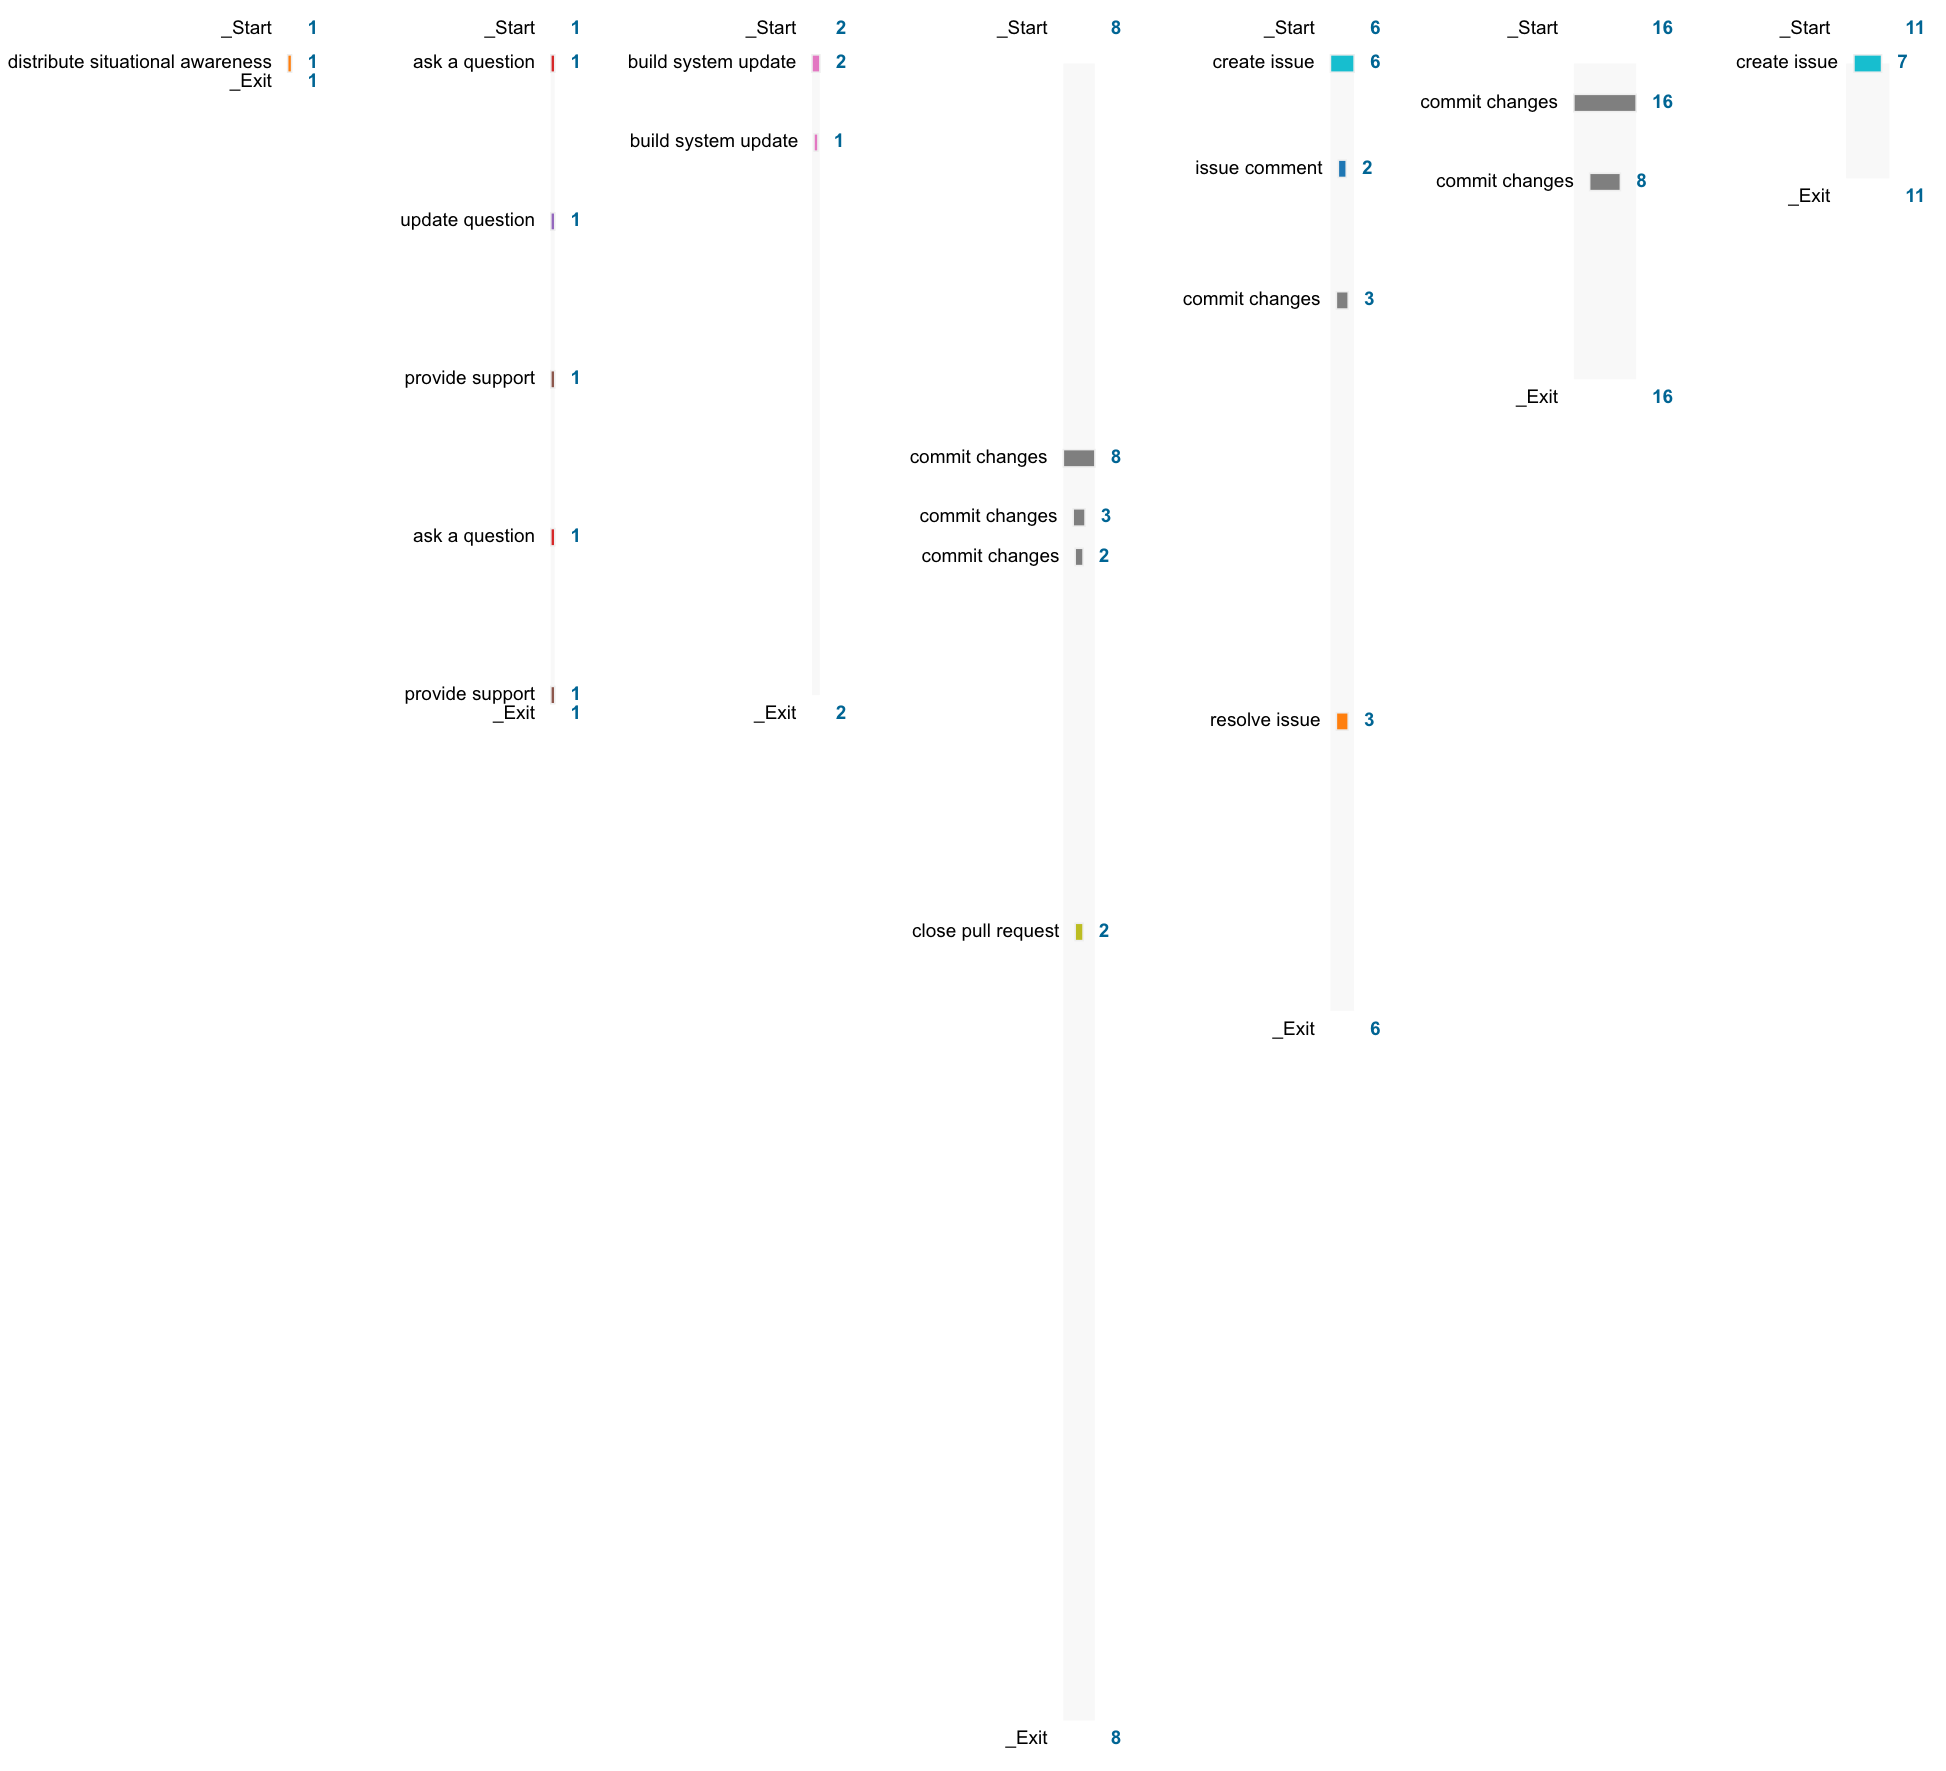 _Start 1
distribute situational awareness 1
_Exit 1
_Start 1
ask a question 1
update question 1
provide support 1
ask a question 1
provide support 1
_Exit 1
_Start 2
build system update 2
build system update 1
_Exit 2
_Start 8
commit changes 8
commit changes 3
commit changes 2
close pull request 2
_Exit 8
_Start 6
create issue 6
issue comment 2
commit changes 3
resolve issue 3
_Exit 6
_Start 16
commit changes 16
commit changes 8
_Exit 16
_Start 11
create issue 7
_Exit 11